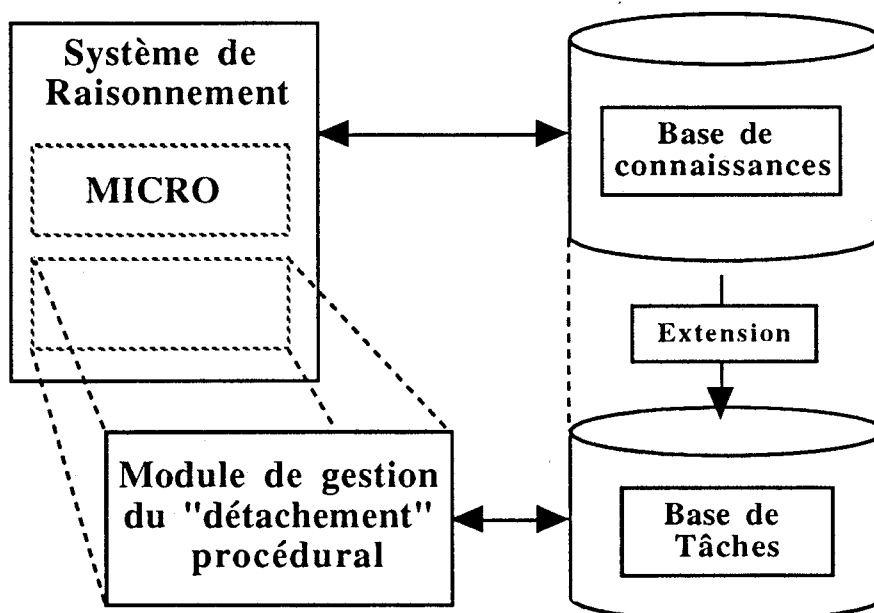 Système de
Raisonnement
MICRO
Base de
connaissances
Extension
Module de gestion
du "détachement"
procédural
Base de
Tâches